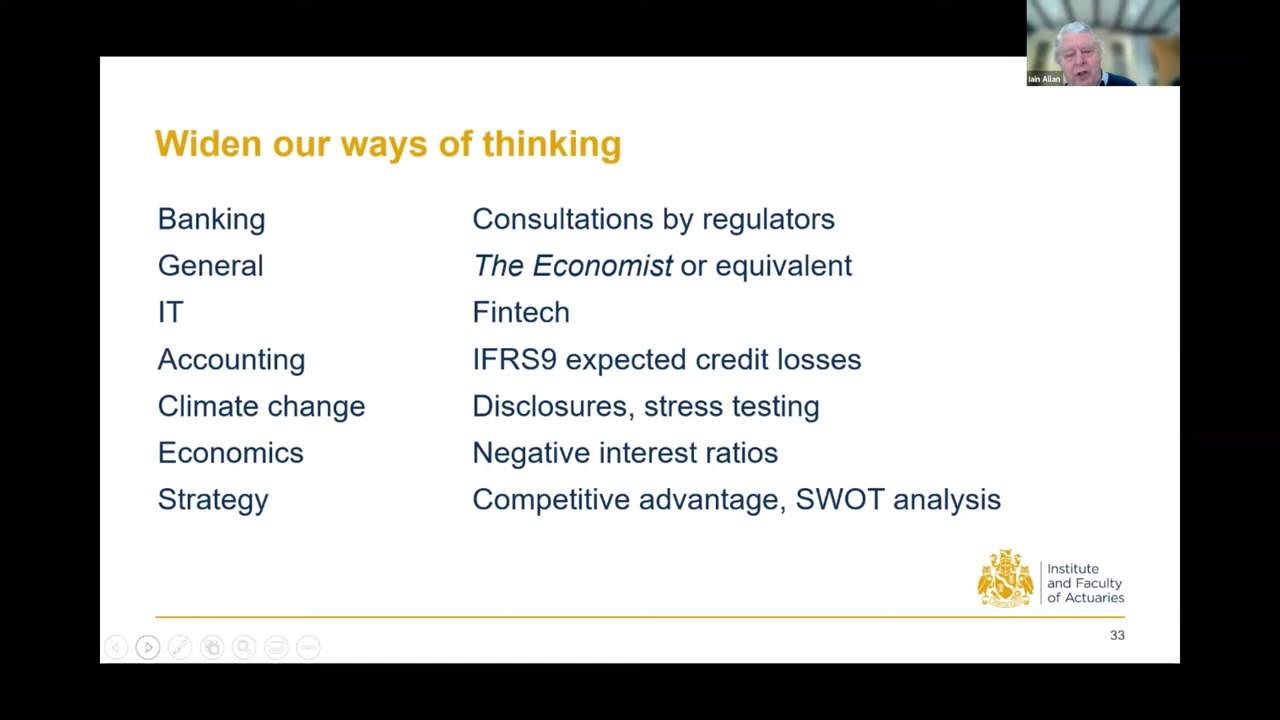 Iain Allan
Widen our ways of thinking
Banking Consultations by regulators
General The Economist or equivalent
IT Fintech
Accounting IFRS9 expected credit losses
Climate change Disclosures, stress testing
Economics Negative interest ratios
Strategy Competitive advantage, SWOT analysis
Institute
and Faculty
of Actuaries
33